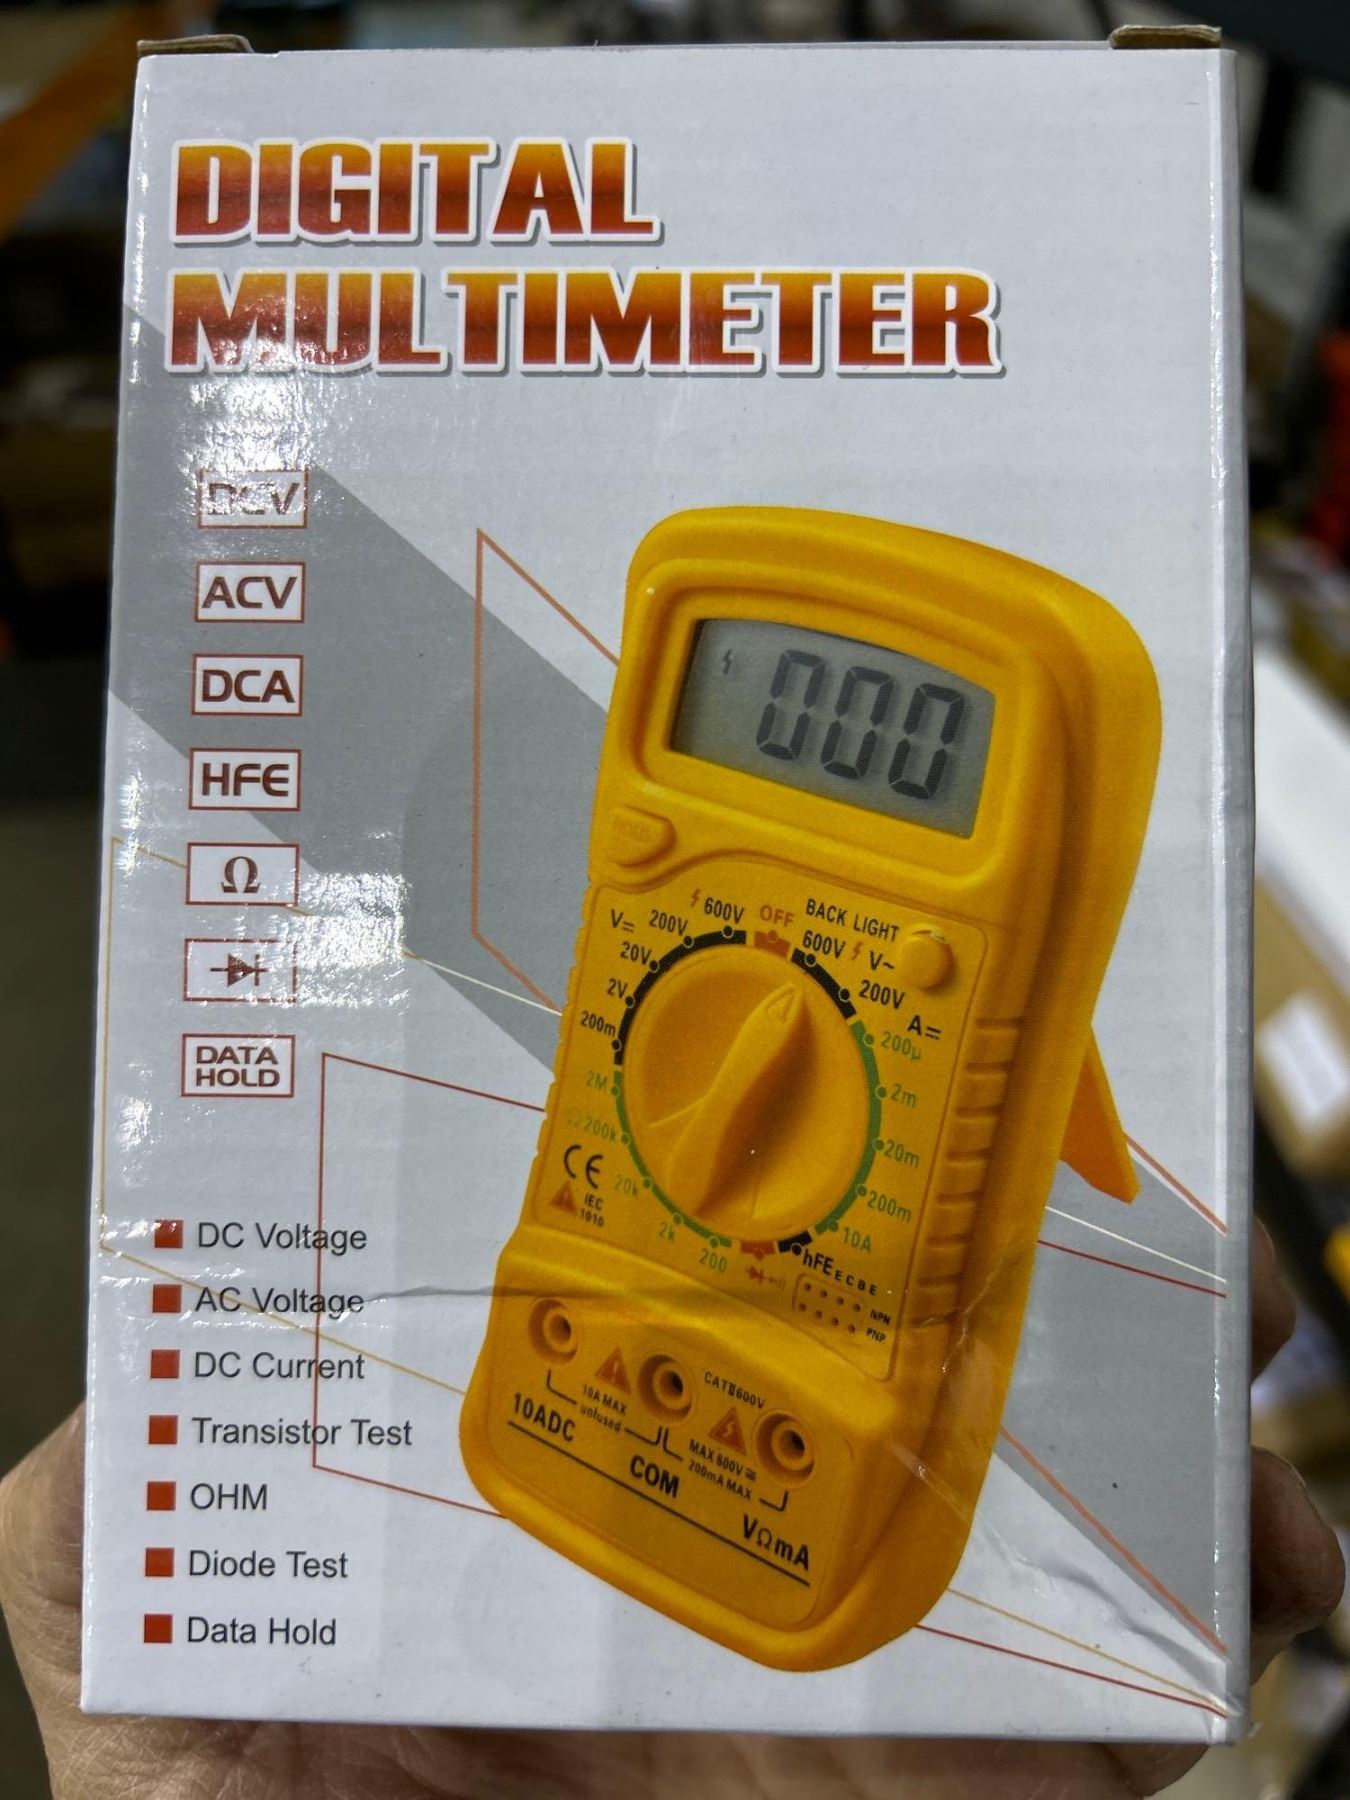 DIGITAL
MULTIMETER
DCV
ACV
DCA
HFE
Ω
DATA
HOLD
DC Voltage
AC Voltage
DC Current
Transistor Test
OHM
Diode Test
Data Hold
000
HOLD
BACK LIGHT
OFF
600V
V~
200V
A=
200µ
2m
20m
200m
10A
hFE
E C B E
NPN
PNP
V=
600V
200V
20V
2V
200m
2M
Ω 200k
20k
2k
200
CE
IEC
1010
10A MAX
unfused
CATⅡ600V
MAX 600V
200mA MAX
10ADC
COM
VΩmA